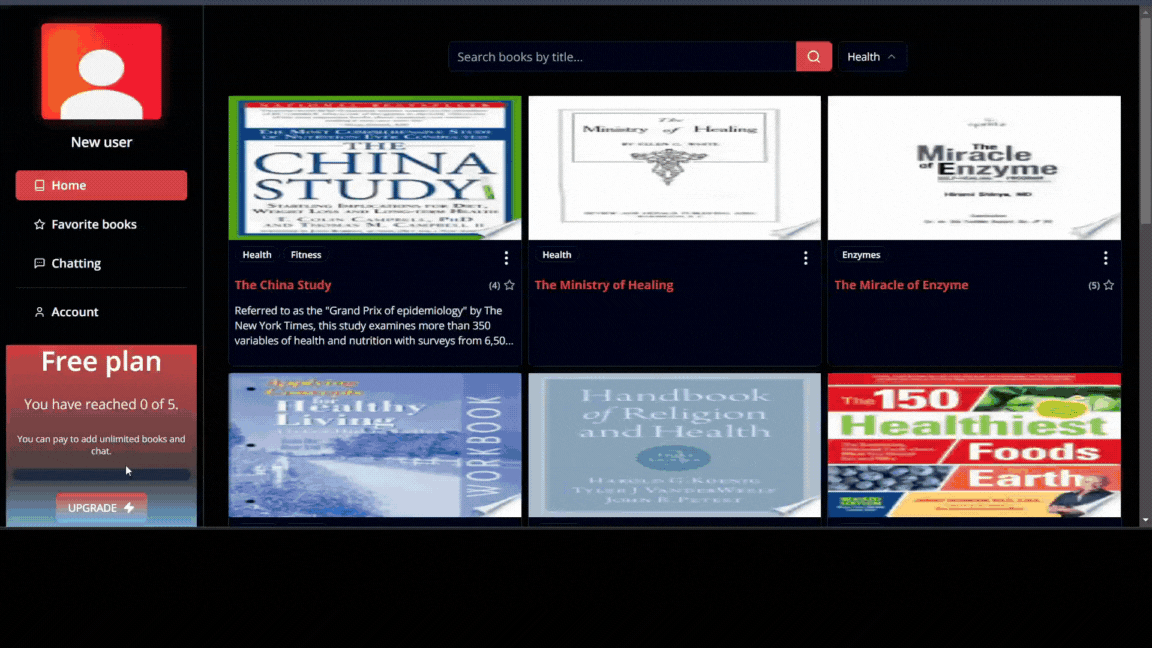 New user
Home
Favorite books
Chatting
Account
Free plan
You have reached 0 of 5.
You can pay to add unlimited books and
chat.
UPGRADE
Search books by title...
Health
NATIONAL BESTSELLER
THE MOST COMPREHENSIVE STUDY
OF NUTRITION EVER CONDUCTED
THE
CHINA
STUDY
STARTLING IMPLICATIONS FOR DIET,
WEIGHT LOSS AND LONG-TERM HEALTH
T. COLIN CAMPBELL, PHD
AND THOMAS M. CAMPBELL II
Health Fitness
The China Study
(4)
Referred to as the "Grand Prix of epidemiology" by The
New York Times, this study examines more than 350
variables of health and nutrition with surveys from 6,50...
The
Ministry of Healing
BY ELLEN G. WHITE
Health
The Ministry of Healing
The
Miracle
of Enzyme
SELF-HEALING PROGRAM
Hiromi Shinya, MD
Enzymes
The Miracle of Enzyme
(5)
Applying
Concepts
for
Healthy
Living
WORKBOOK
Handbook
of Religion
and Health
HAROLD G. KOENIG
TYLER J. VANDERWEELE
JOHN R. PETEET
The 150
Healthiest
Foods
Earth